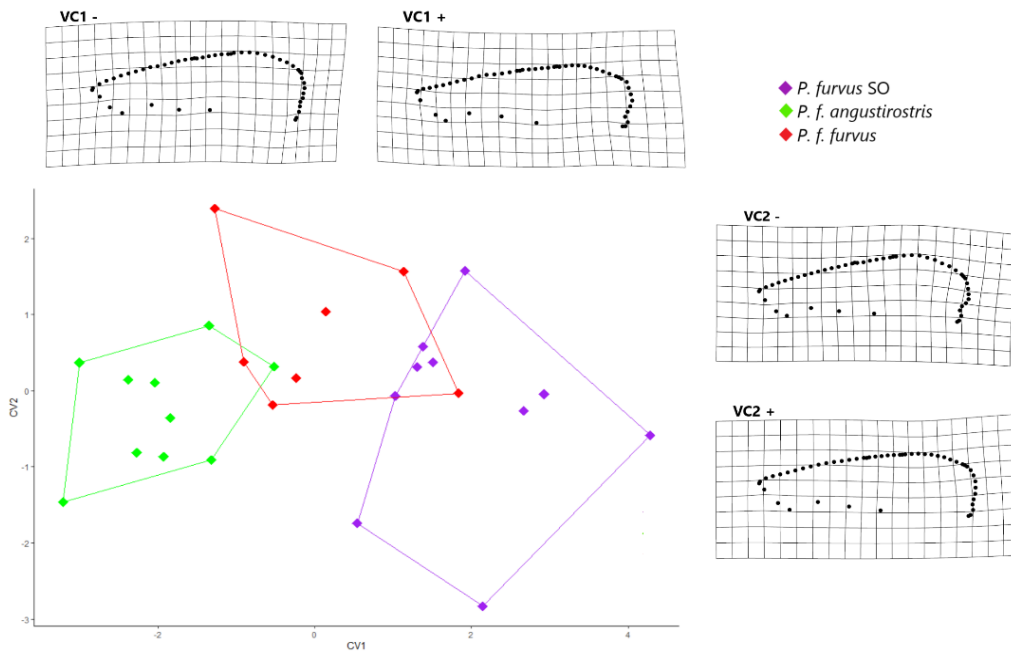 VC1 -
VC1 +
P. furvus SO
P. f. angustirostris
P. f. furvus
VC2 -
VC2 +
2
1
0
-1
-2
-3
CV2
-2
0
2
4
CV1